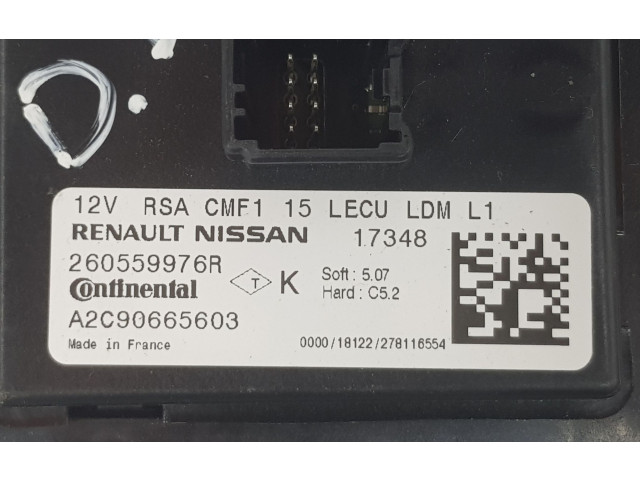 12V RSA CMF1 15 LECU LDM L1
RENAULT NISSAN 17348
260559976R
Continental
T K
Soft : 5.07
Hard : C5.2
A2C90665603
Made in France
0000/18122/278116554